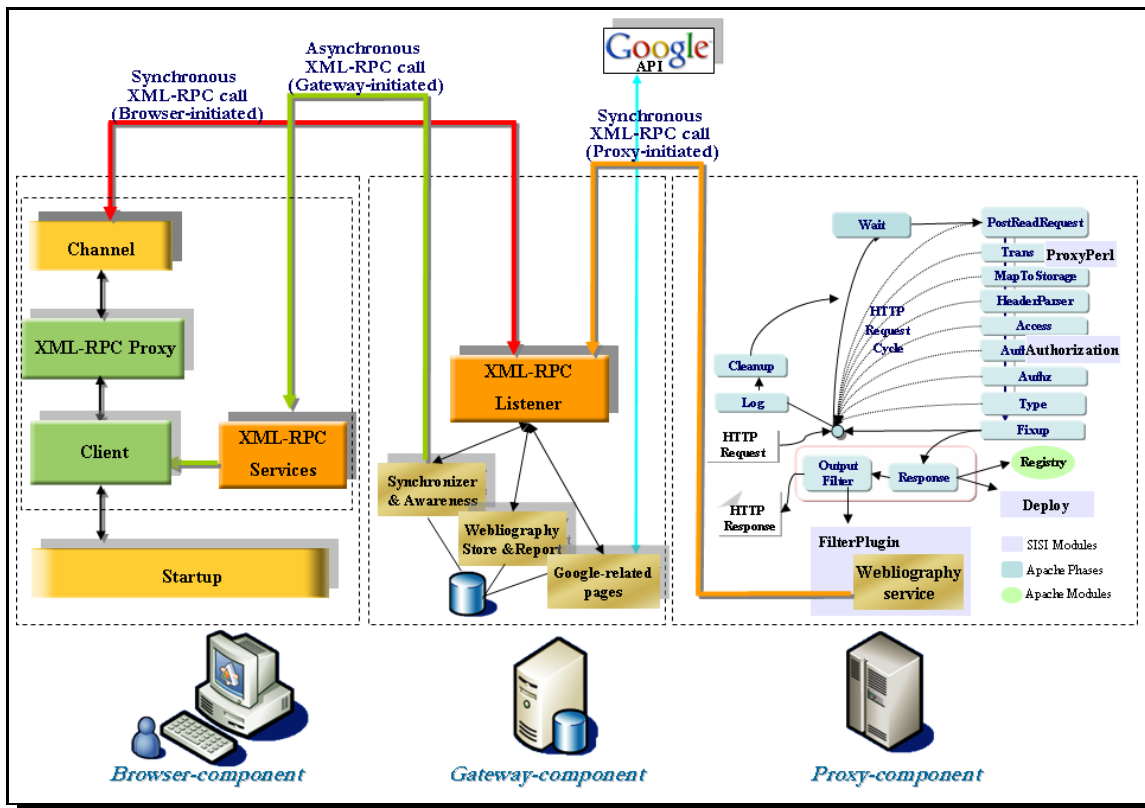 Google
API
Asynchronous
XML-RPC call
(Gateway-initiated)
Synchronous
XML-RPC call
(Browser-initiated)
Synchronous
XML-RPC call
(Proxy-initiated)
Channel
XML-RPC Proxy
Client
XML-RPC
Services
Startup
XML-RPC
Listener
Synchronizer
& Awareness
Webliography
Store & Report
Google-related
pages
Wait
PostReadRequest
Trans
ProxyPerl
MapToStorage
HeaderParser
HTTP
Request
Cycle
Access
Authorization
Cleanup
Authz
Log
Type
Fixup
HTTP
Request
Output
Filter
Response
Registry
HTTP
Response
Deploy
FilterPlugin
Webliography
service
SISI Modules
Apache Phases
Apache Modules
Browser-component
Gateway-component
Proxy-component